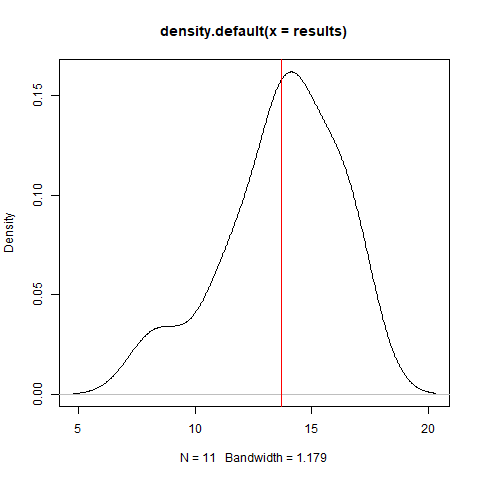 density.default(x = results)
Density
0.15
0.10
0.05
0.00
5 10 15 20
N = 11 Bandwidth = 1.179